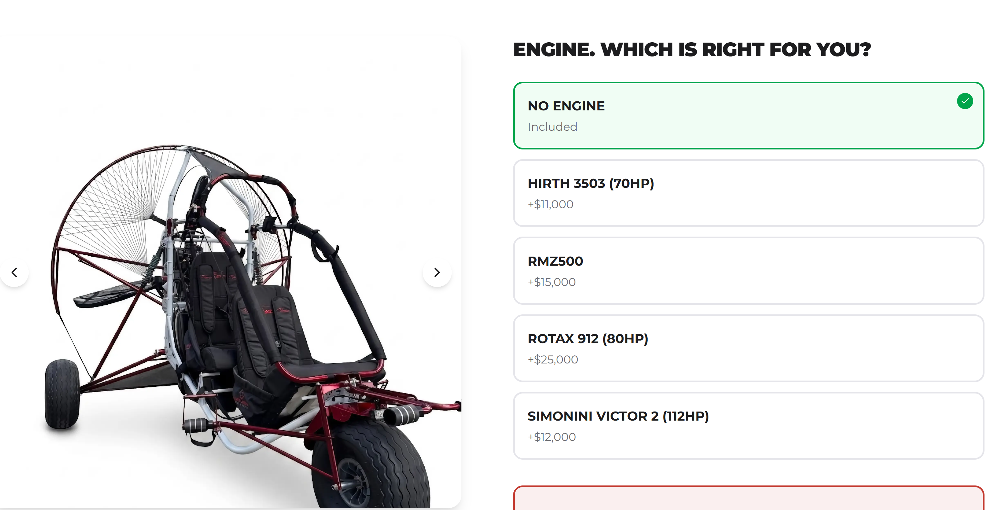 ENGINE. WHICH IS RIGHT FOR YOU?
NO ENGINE
Included
HIRTH 3503 (70HP)
+$11,000
RMZ500
+$15,000
ROTAX 912 (80HP)
+$25,000
SIMONINI VICTOR 2 (112HP)
+$12,000